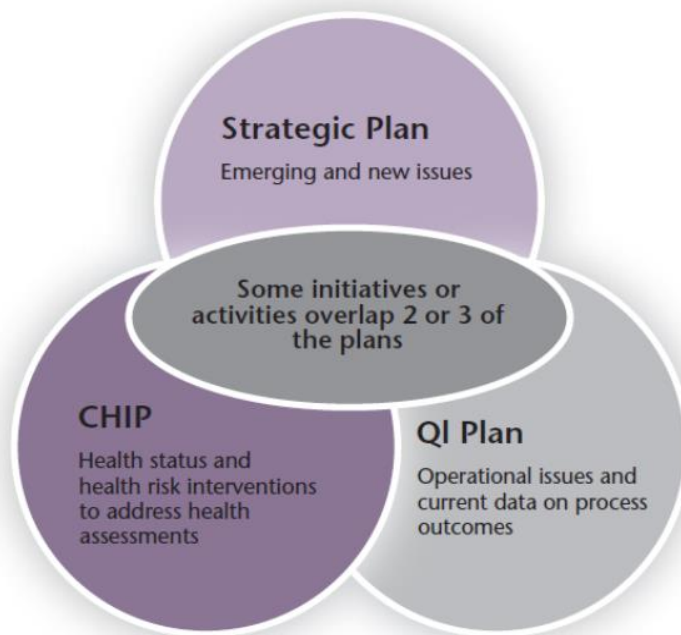 Strategic Plan
Emerging and new issues
Some initiatives or
activities overlap 2 or 3 of
the plans
CHIP
Health status and
health risk interventions
to address health
assessments
Ql Plan
Operational issues and
current data on process
outcomes